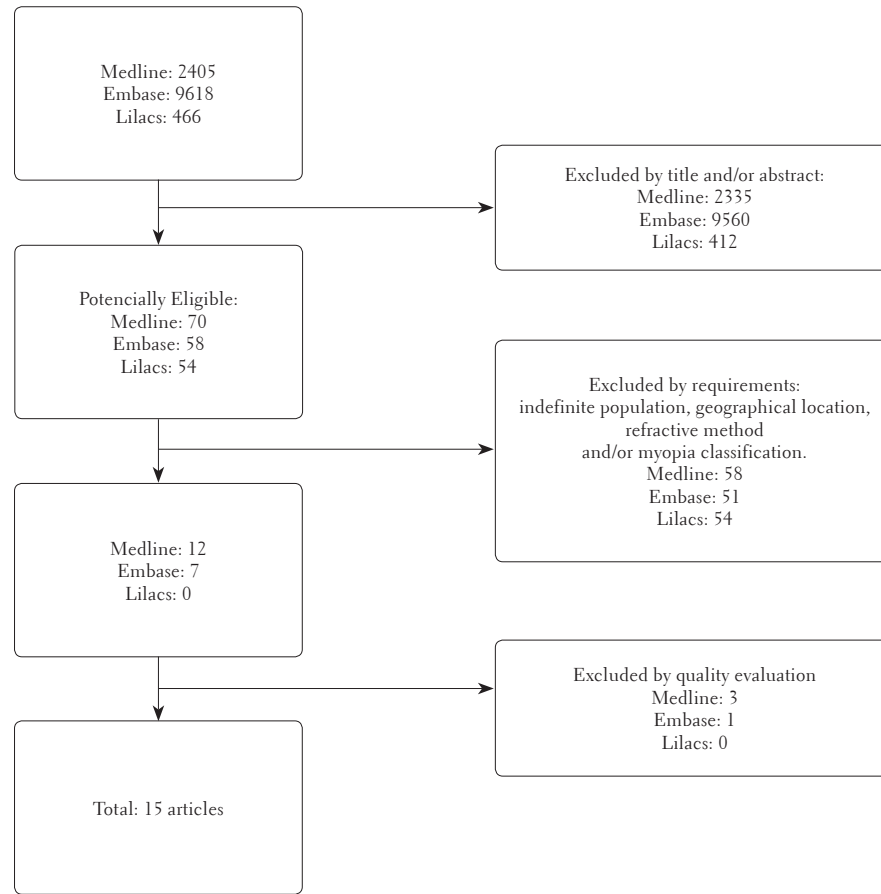 Medline: 2405
Embase: 9618
Lilacs: 466
Excluded by title and/or abstract:
Medline: 2335
Embase: 9560
Lilacs: 412
Potencially Eligible:
Medline: 70
Embase: 58
Lilacs: 54
Excluded by requirements:
indefinite population, geographical location,
refractive method
and/or myopia classification.
Medline: 58
Embase: 51
Lilacs: 54
Medline: 12
Embase: 7
Lilacs: 0
Excluded by quality evaluation
Medline: 3
Embase: 1
Lilacs: 0
Total: 15 articles